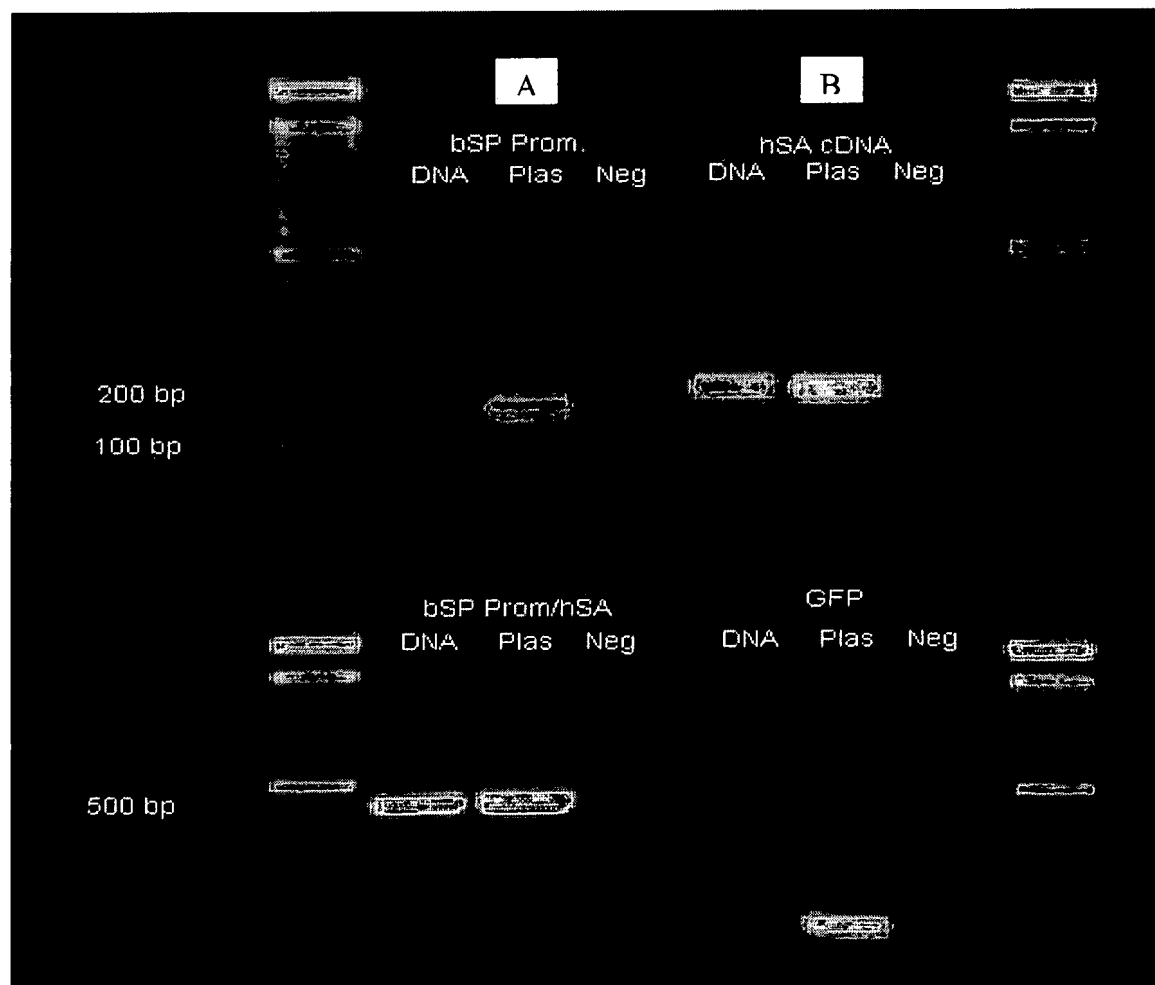 A
B
bSP Prom.
hSA cDNA
DNA Plas Neg
DNA Plas Neg
200 bp
100 bp
bSP Prom/hSA
GFP
DNA Plas Neg
DNA Plas Neg
500 bp